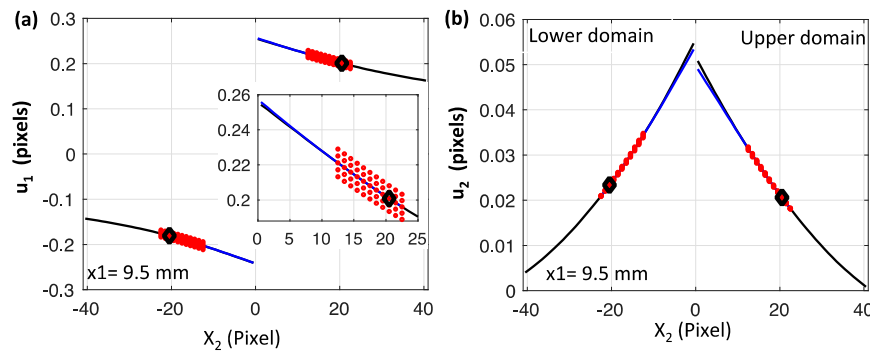 (a)
0.3
0.2
0.1
0
-0.1
-0.2
-0.3
u1 (pixels)
-40 -20 0 20 40
X2 (Pixel)
x1= 9.5 mm
0.26
0.24
0.22
0.2
0 5 10 15 20 25
(b)
Lower domain Upper domain
0.06
0.05
0.04
0.03
0.02
0.01
0
u2 (pixels)
x1= 9.5 mm
-40 -20 0 20 40
X2 (Pixel)